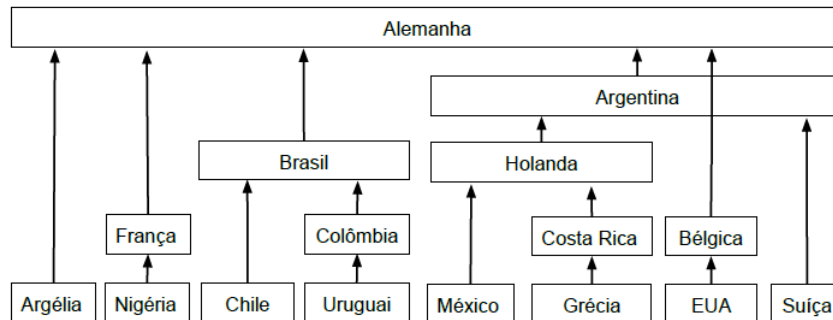 Alemanha
Argentina
Brasil
Holanda
França
Colômbia
Costa Rica
Bélgica
Argélia
Nigéria
Chile
Uruguai
México
Grécia
EUA
Suíça